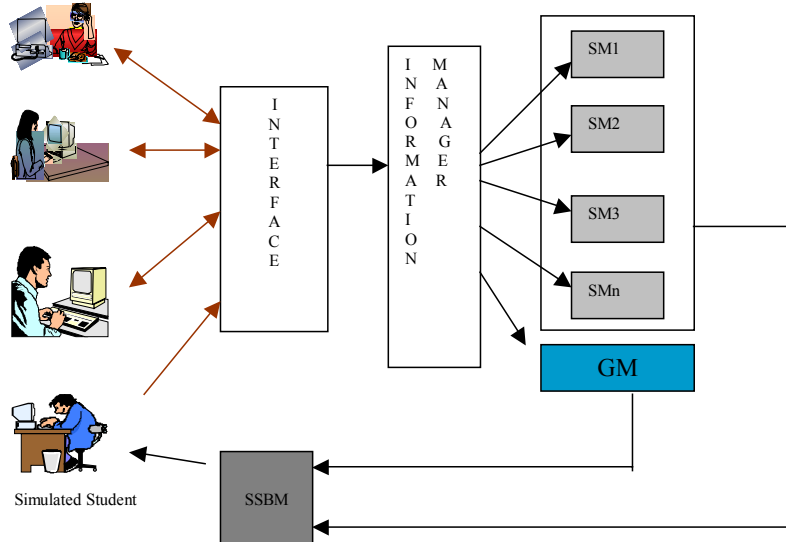 INTERFACE
INFORMATION
MANAGER
SM1
SM2
SM3
SMn
GM
SSBM
Simulated Student